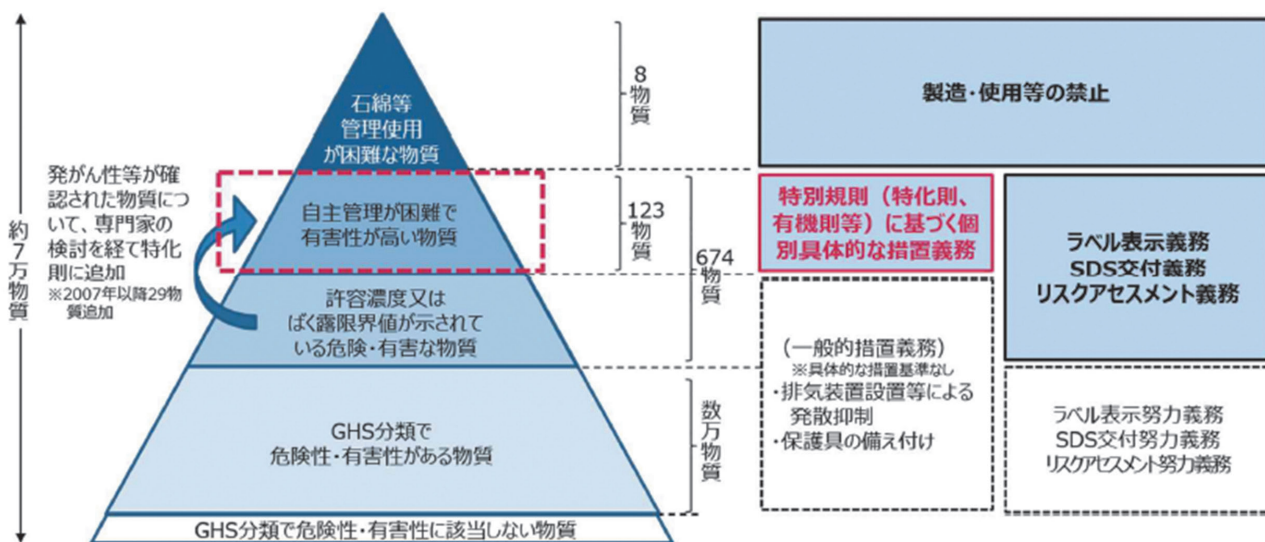 約7万物質
発がん性等が確
認された物質につ
いて、専門家の
検討を経て特化
則に追加
※2007年以降29物
質追加
石綿等
管理使用
が困難な物質
自主管理が困難で
有害性が高い物質
許容濃度又は
ばく露限界値が示されて
いる危険・有害な物質
GHS分類で
危険性・有害性がある物質
GHS分類で危険性・有害性に該当しない物質
8物質
123
物質
674
物質
数万物質
製造・使用等の禁止
特別規則（特化則、
有機則等）に基づく個
別具体的な措置義務
（一般的措置義務）
※具体的な措置基準なし
・排気装置設置等による
発散抑制
・保護具の備え付け
ラベル表示義務
SDS交付義務
リスクアセスメント義務
ラベル表示努力義務
SDS交付努力義務
リスクアセスメント努力義務